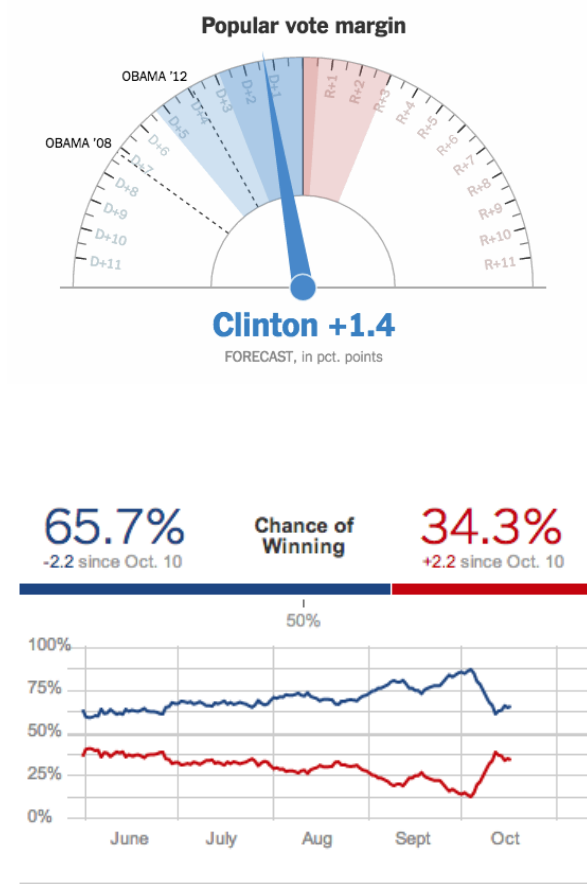 Popular vote margin
OBAMA '12
OBAMA '08
D+11
D+10
D+9
D+8
D+7
D+6
D+5
D+4
D+3
D+2
D+1
R+1
R+2
R+3
R+4
R+5
R+6
R+7
R+8
R+9
R+10
R+11
Clinton +1.4
FORECAST, in pct. points
65.7%
-2.2 since Oct. 10
Chance of
Winning
34.3%
+2.2 since Oct. 10
50%
100%
75%
50%
25%
0%
June July Aug Sept Oct